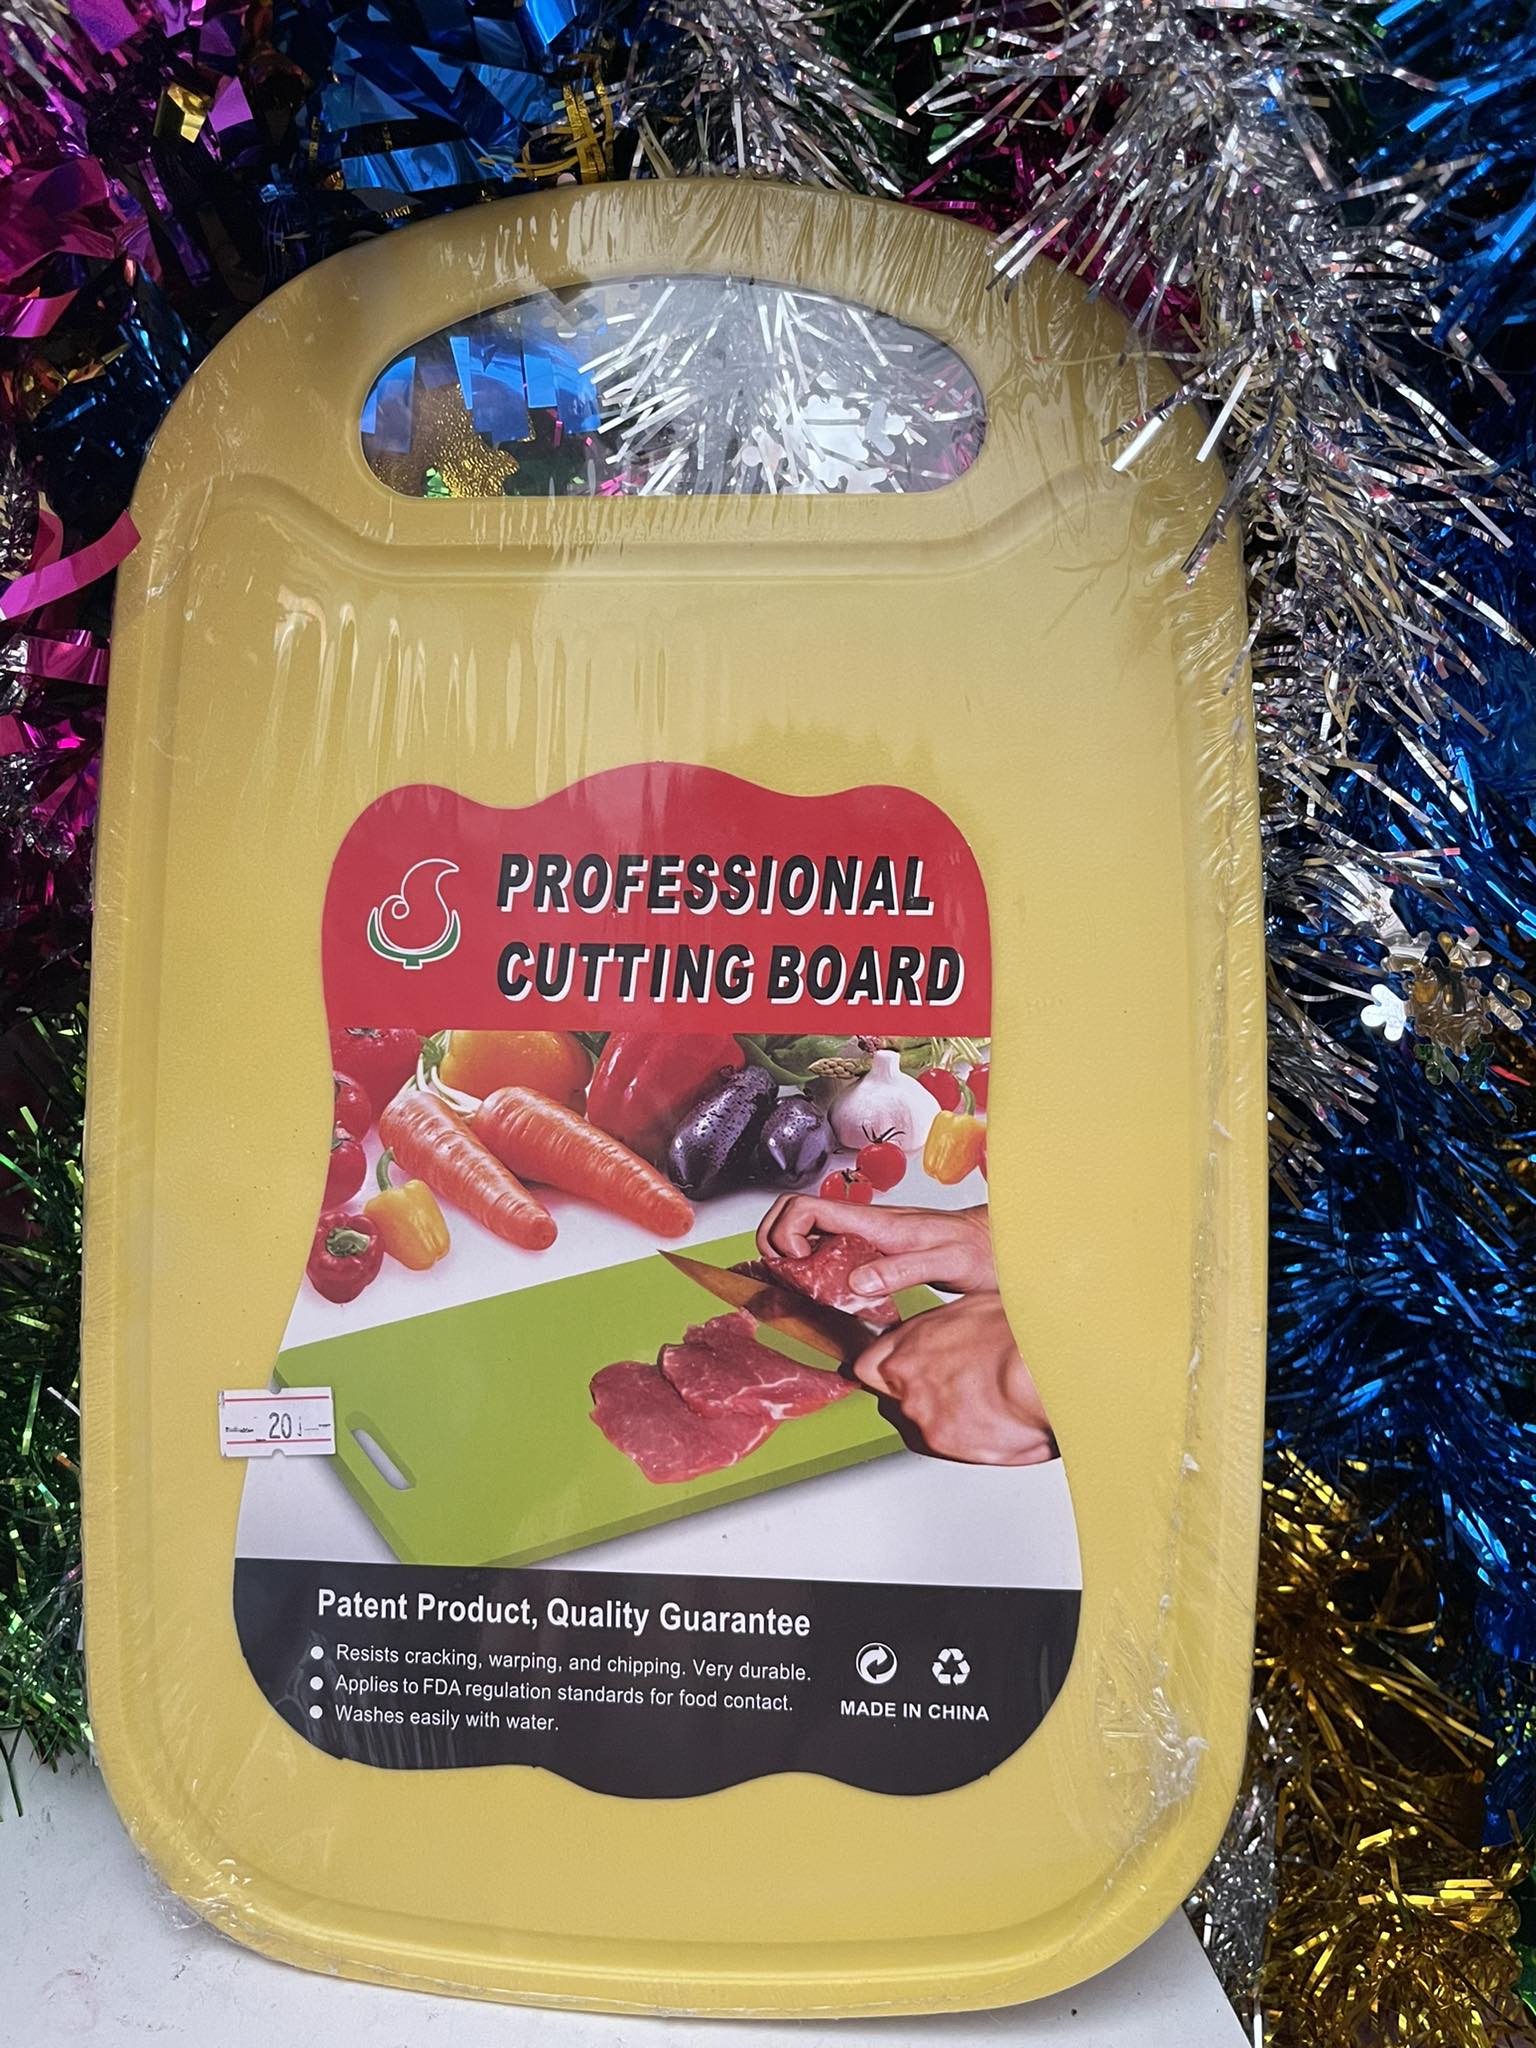 PROFESSIONAL
CUTTING BOARD
20
Patent Product, Quality Guarantee
● Resists cracking, warping, and chipping. Very durable.
● Applies to FDA regulation standards for food contact.
● Washes easily with water.
MADE IN CHINA